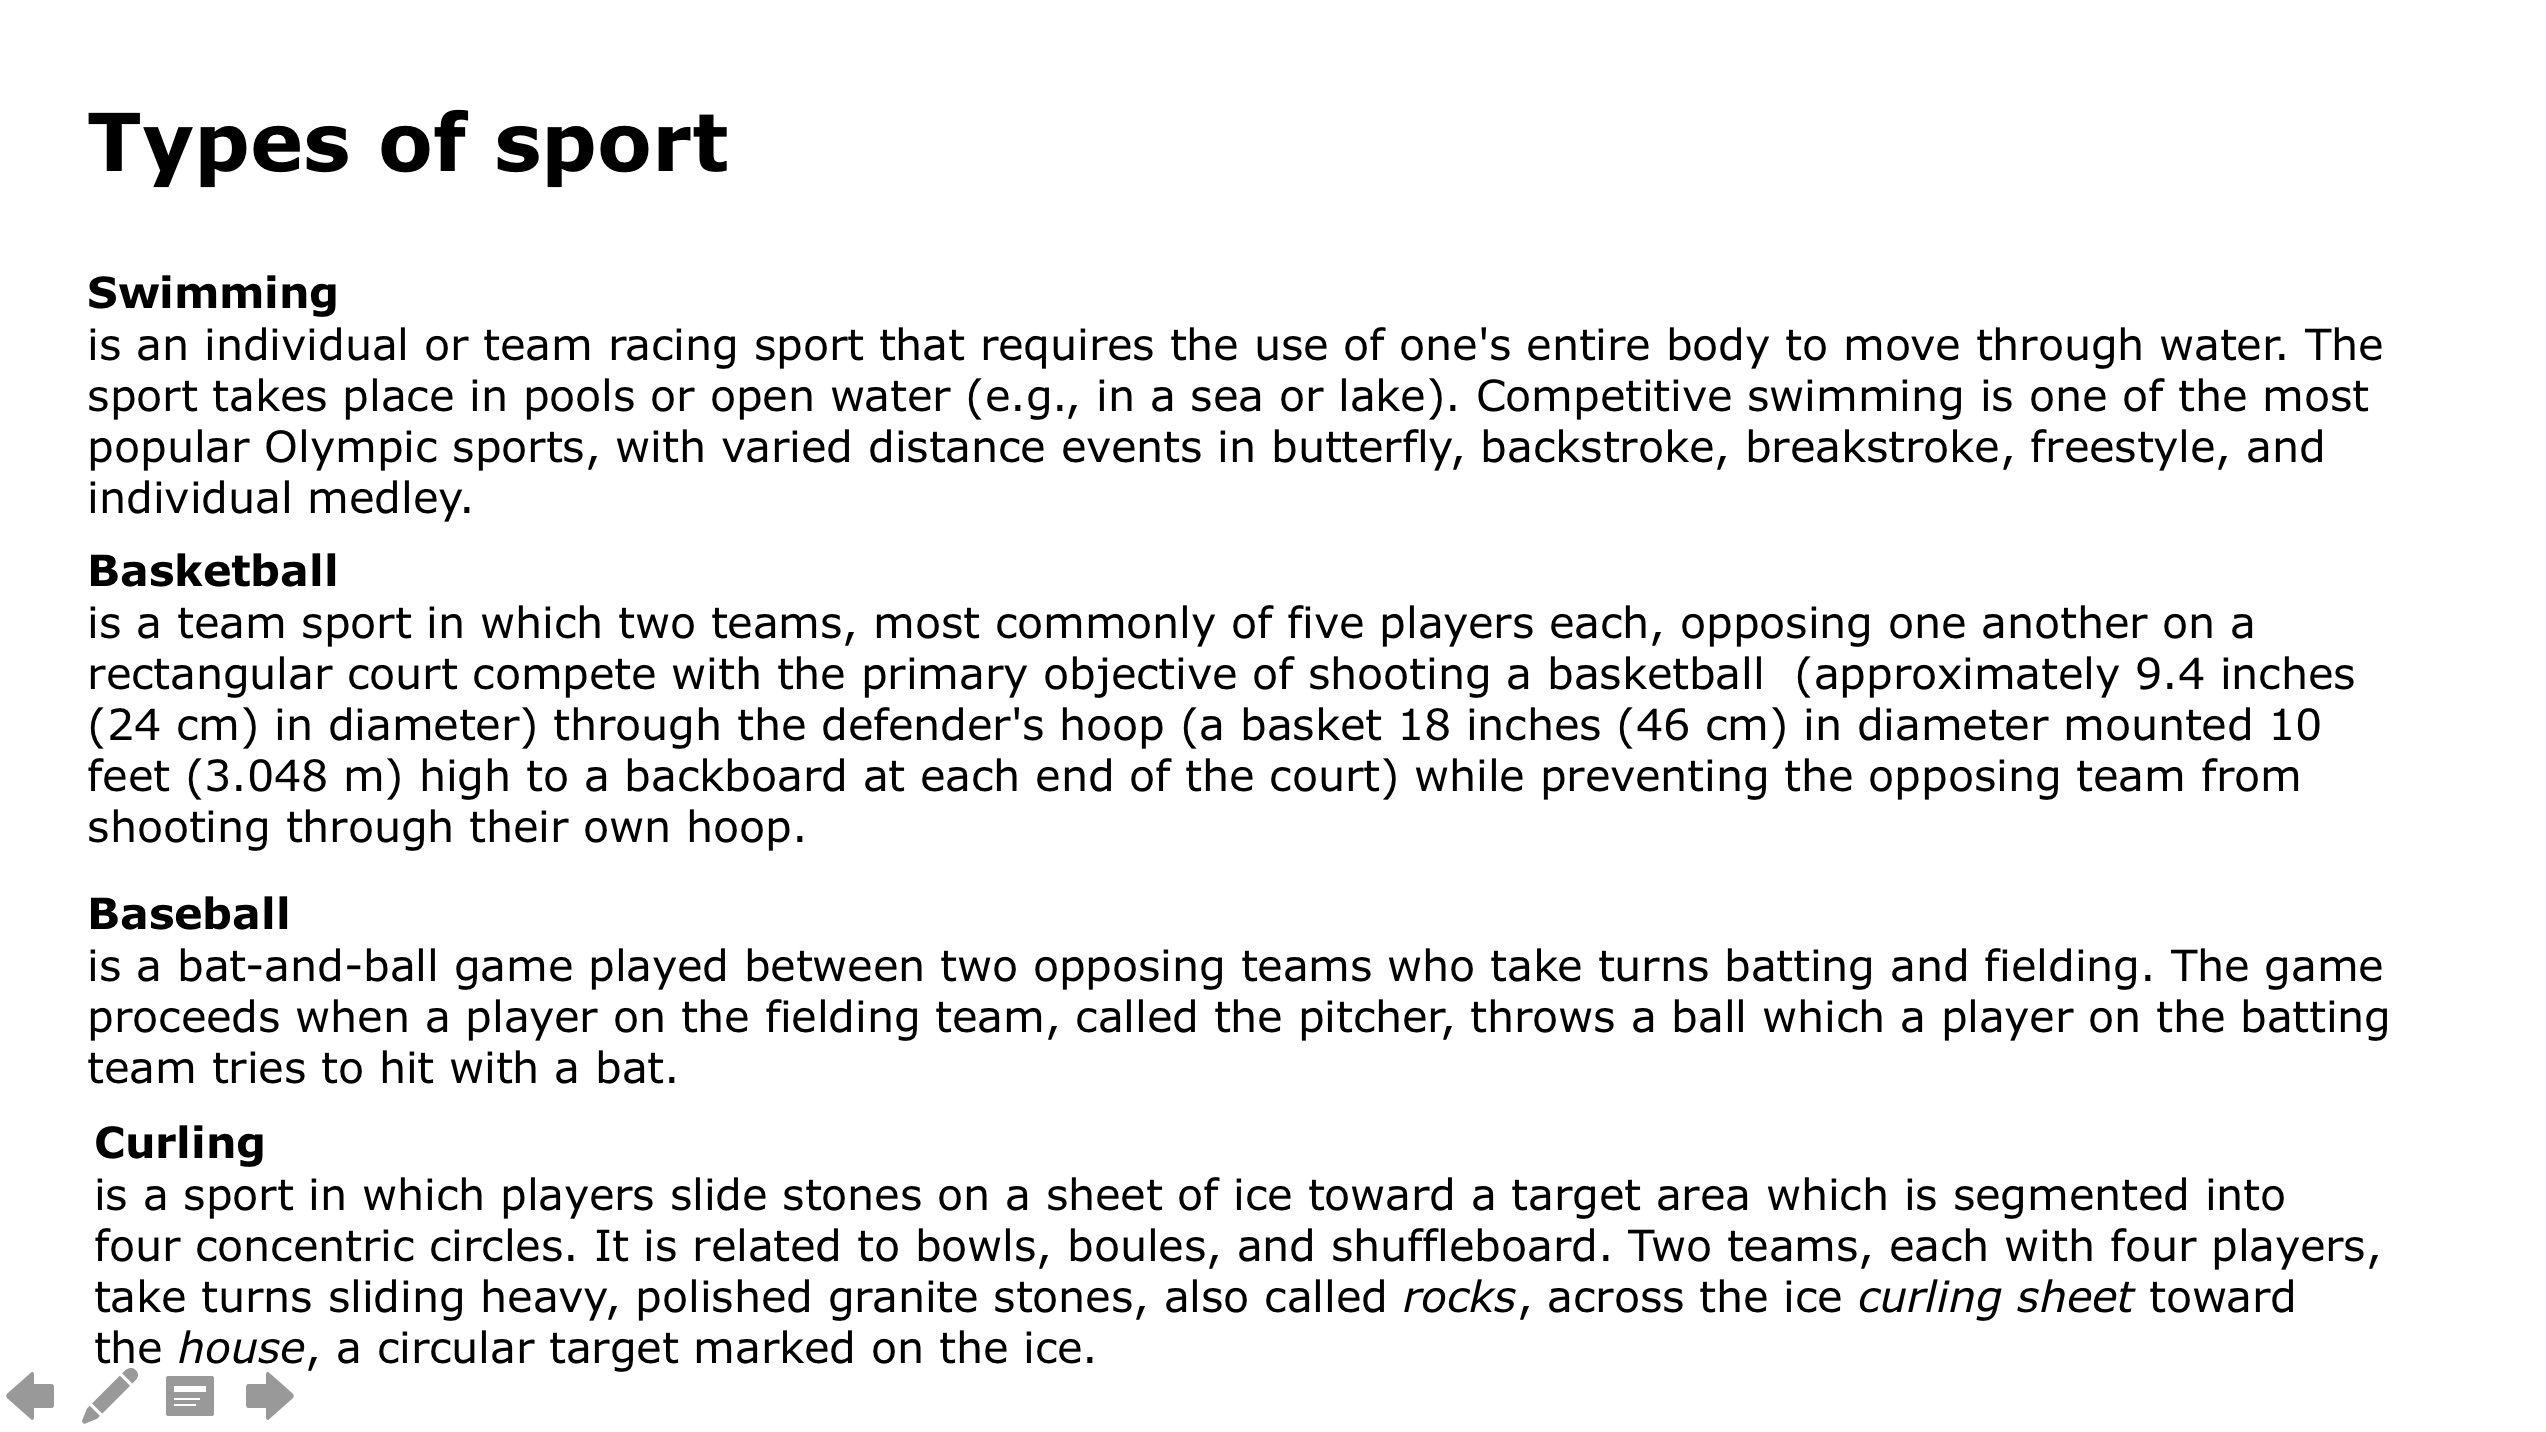 Types of sport
Swimming
is an individual or team racing sport that requires the use of one's entire body to move through water. The
sport takes place in pools or open water (e.g., in a sea or lake). Competitive swimming is one of the most
popular Olympic sports, with varied distance events in butterfly, backstroke, breakstroke, freestyle, and
individual medley.
Basketball
is a team sport in which two teams, most commonly of five players each, opposing one another on a
rectangular court compete with the primary objective of shooting a basketball  (approximately 9.4 inches
(24 cm) in diameter) through the defender's hoop (a basket 18 inches (46 cm) in diameter mounted 10
feet (3.048 m) high to a backboard at each end of the court) while preventing the opposing team from
shooting through their own hoop.
Baseball
is a bat-and-ball game played between two opposing teams who take turns batting and fielding. The game
proceeds when a player on the fielding team, called the pitcher, throws a ball which a player on the batting
team tries to hit with a bat.
Curling
is a sport in which players slide stones on a sheet of ice toward a target area which is segmented into
four concentric circles. It is related to bowls, boules, and shuffleboard. Two teams, each with four players,
take turns sliding heavy, polished granite stones, also called rocks, across the ice curling sheet toward
the house, a circular target marked on the ice.